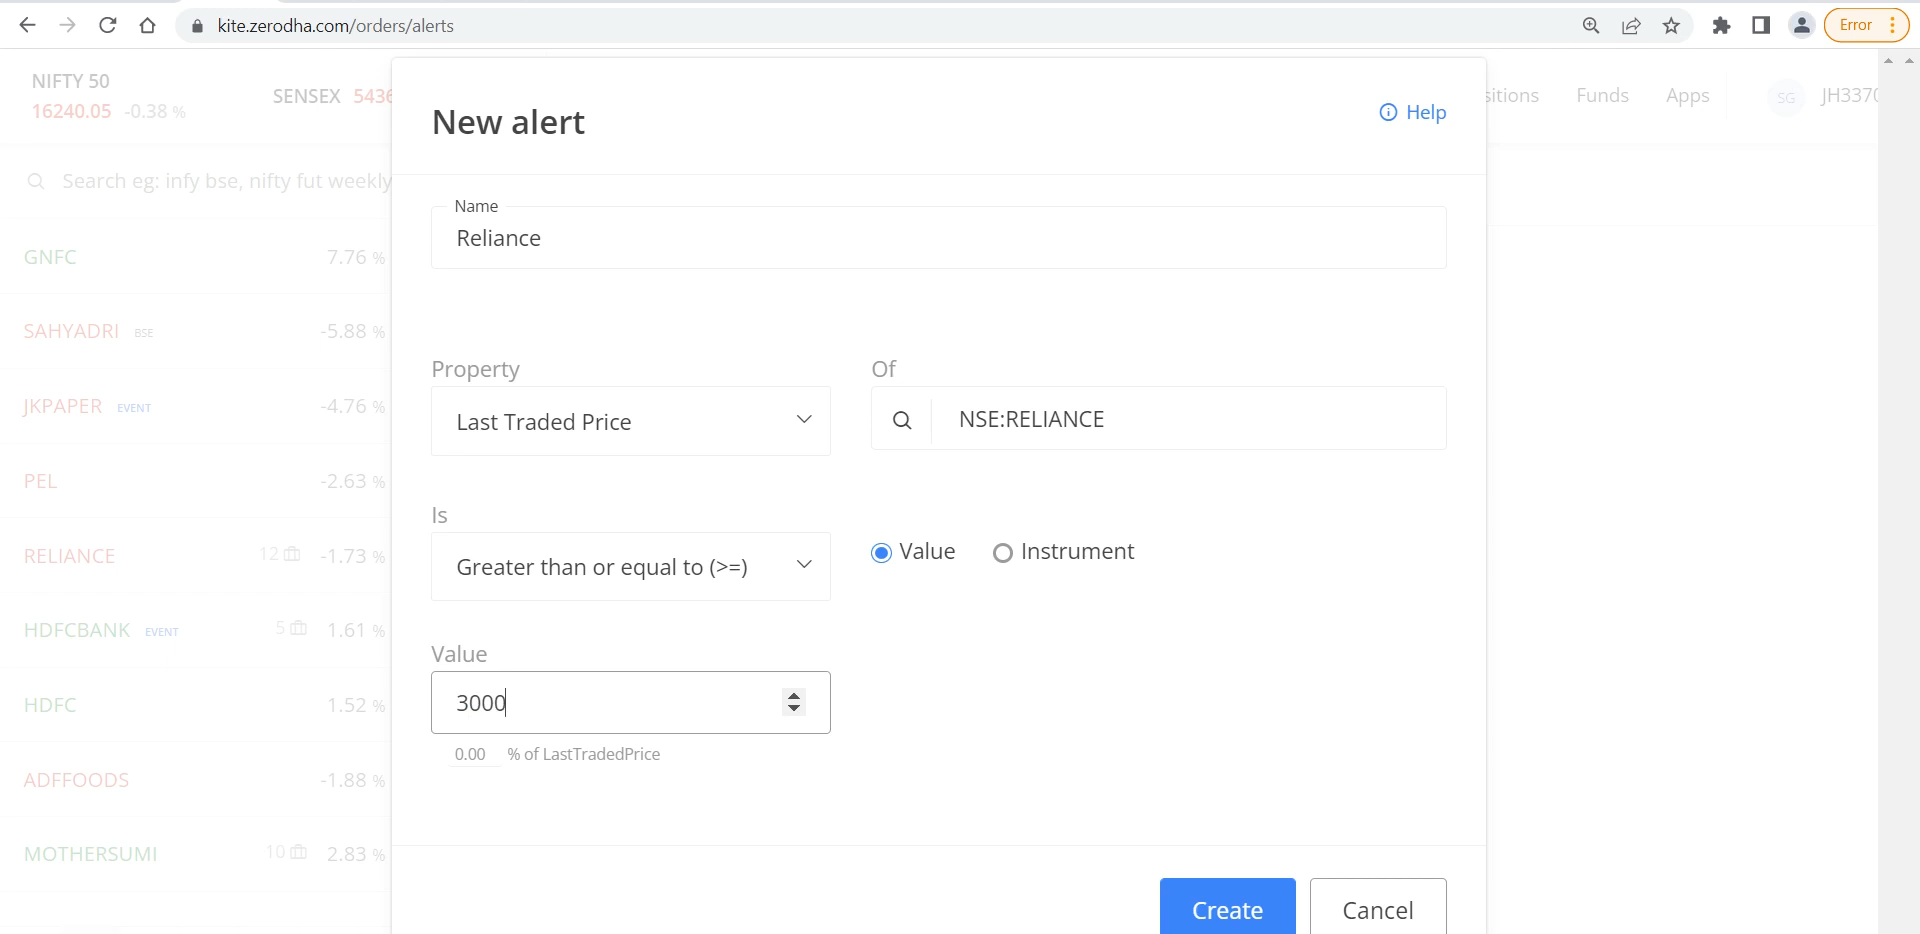 kite.zerodha.com/orders/alerts
Error
NIFTY 50
16240.05 -0.38 %
SENSEX 5436
sitions Funds Apps SG JH3370
Search eg: infy bse, nifty fut weekly
GNFC 7.76 %
SAHYADRI BSE -5.88 %
JKPAPER EVENT -4.76 %
PEL -2.63 %
RELIANCE 12 -1.73 %
HDFCBANK EVENT 5 1.61 %
HDFC 1.52 %
ADFFOODS -1.88 %
MOTHERSUMI 10 2.83 %
New alert
Help
Name
Reliance
Property Of
Last Traded Price NSE:RELIANCE
Is
Greater than or equal to (>=) Value Instrument
Value
3000
0.00 % of LastTradedPrice
Create Cancel